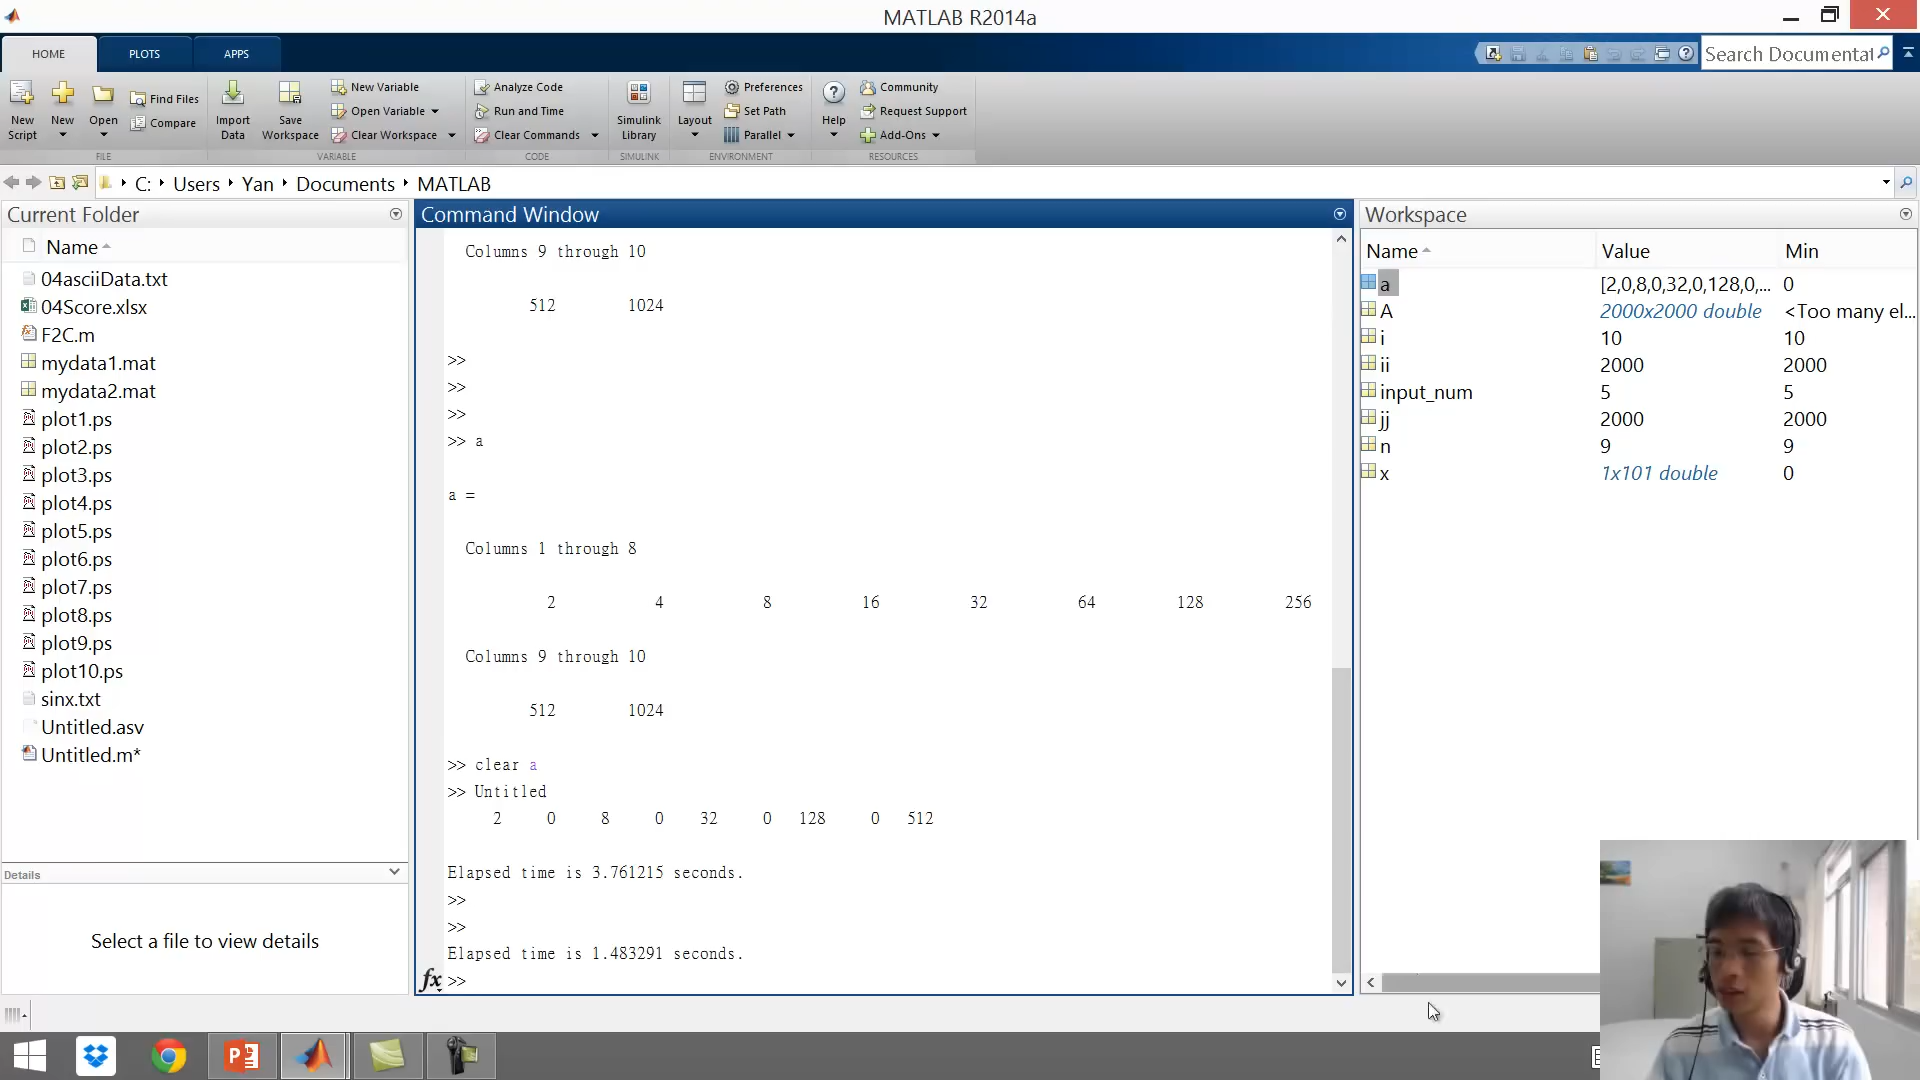 MATLAB R2014a
HOME PLOTS APPS
Search Documentat
New Script
New
Open
Find Files
Compare
Import Data
Save Workspace
New Variable
Open Variable
Clear Workspace
Analyze Code
Run and Time
Clear Commands
Simulink Library
Layout
Preferences
Set Path
Parallel
Help
Community
Request Support
Add-Ons
FILE VARIABLE CODE SIMULINK ENVIRONMENT RESOURCES
C: Users Yan Documents MATLAB
Current Folder
Name
04asciiData.txt
04Score.xlsx
F2C.m
mydata1.mat
mydata2.mat
plot1.ps
plot2.ps
plot3.ps
plot4.ps
plot5.ps
plot6.ps
plot7.ps
plot8.ps
plot9.ps
plot10.ps
sinx.txt
Untitled.asv
Untitled.m*
Details
Select a file to view details
Command Window
Columns 9 through 10
512 1024
>>
>>
>>
>> a
a =
Columns 1 through 8
2 4 8 16 32 64 128 256
Columns 9 through 10
512 1024
>> clear a
>> Untitled
2 0 8 0 32 0 128 0 512
Elapsed time is 3.761215 seconds.
>>
>>
Elapsed time is 1.483291 seconds.
fx >>
Workspace
Name Value Min
a [2,0,8,0,32,0,128,0,... 0
A 2000x2000 double <Too many el...
i 10 10
ii 2000 2000
input_num 5 5
jj 2000 2000
n 9 9
x 1x101 double 0